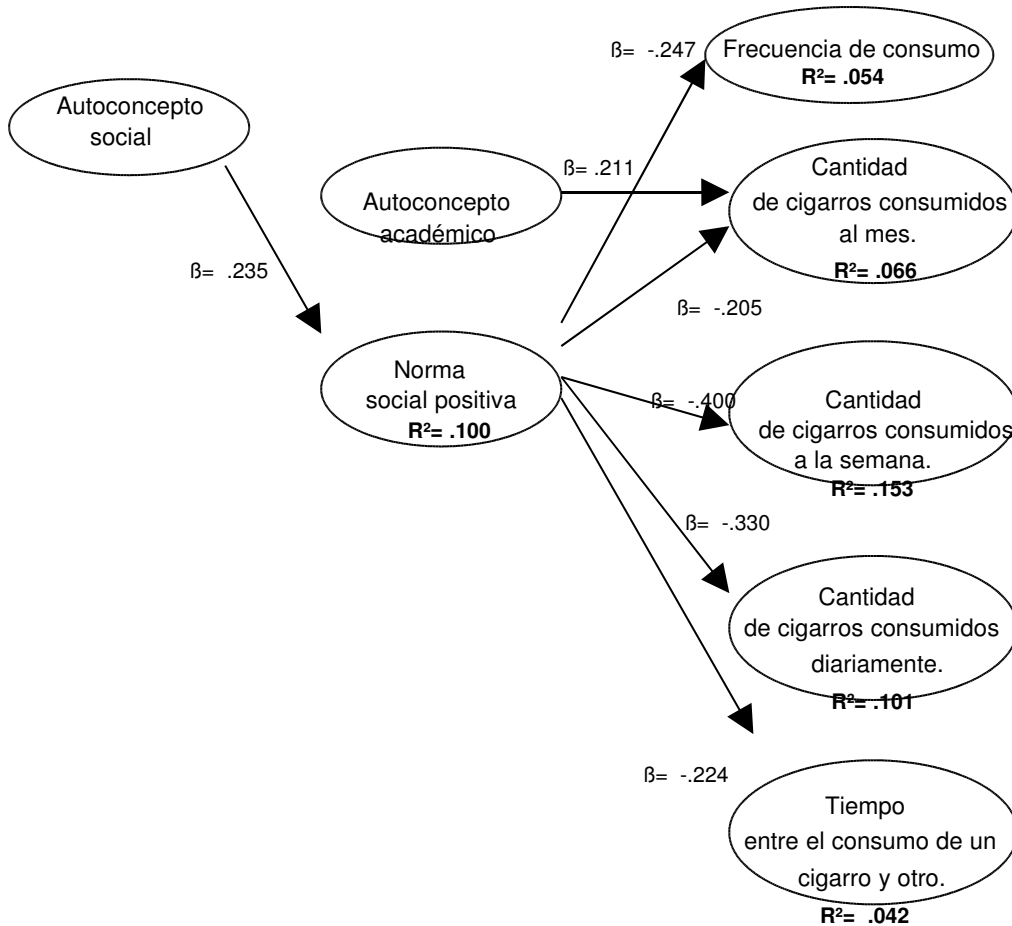 ß= -.247
Frecuencia de consumo
R²= .054
Autoconcepto
social
ß= .211
Cantidad
de cigarros consumidos
al mes.
R²= .066
Autoconcepto
académico
ß= .235
ß= -.205
Norma
social positiva
R²= .100
ß= -.400
Cantidad
de cigarros consumidos
a la semana.
R²= .153
ß= -.330
Cantidad
de cigarros consumidos
diariamente.
R²= .101
ß= -.224
Tiempo
entre el consumo de un
cigarro y otro.
R²= .042